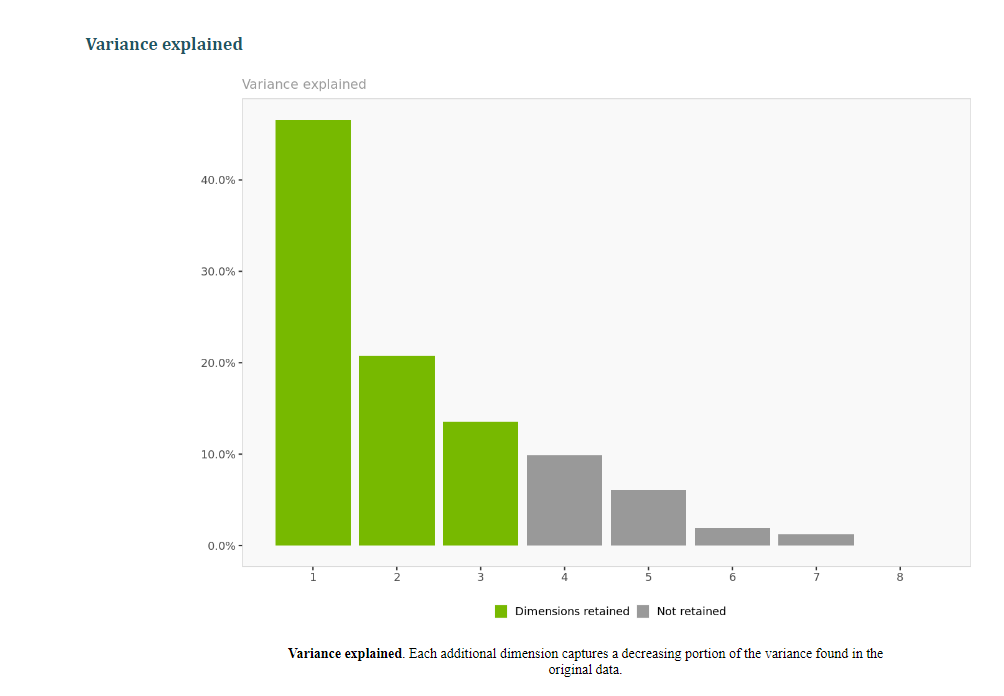 Variance explained
Variance explained
40.0%
30.0%
20.0%
10.0%
0.0%
1 2 3 4 5 6 7 8
Dimensions retained Not retained
Variance explained. Each additional dimension captures a decreasing portion of the variance found in the
original data.